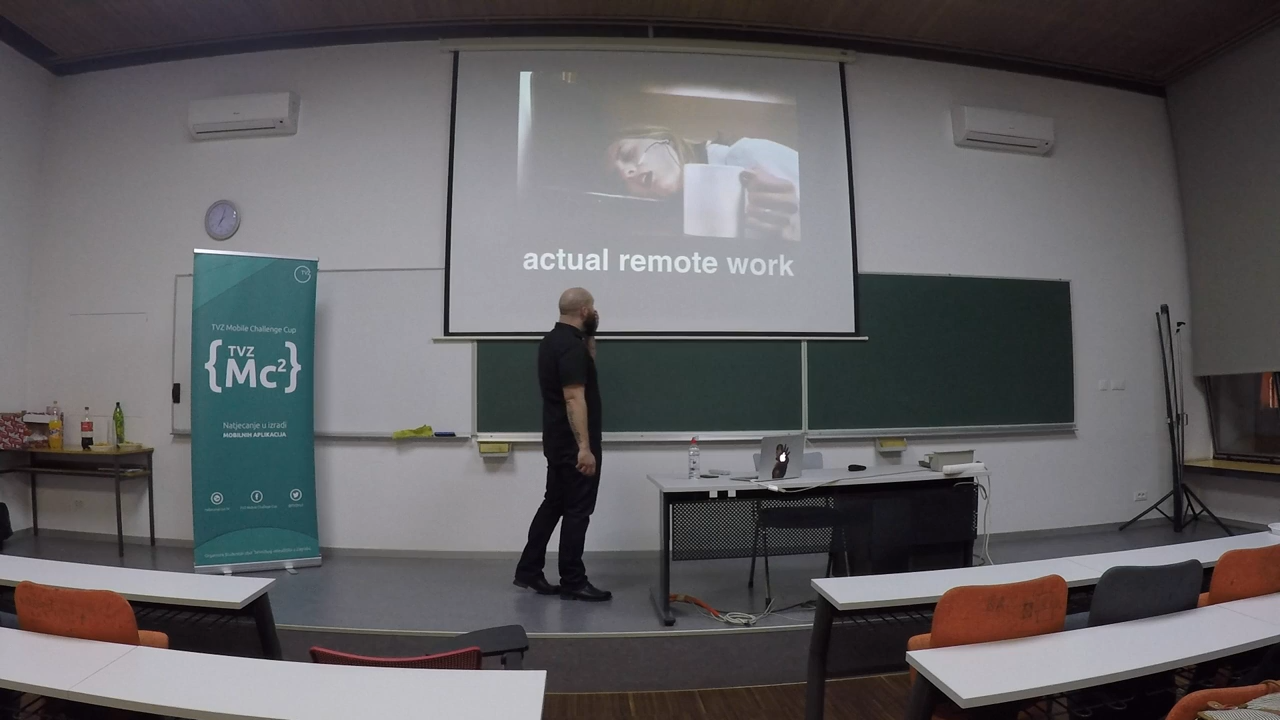 actual remote work
TVZ Mobile Challenge Cup
{TVZ
Mc²}
Natjecanje u izradi
MOBILNIH APLIKACIJA